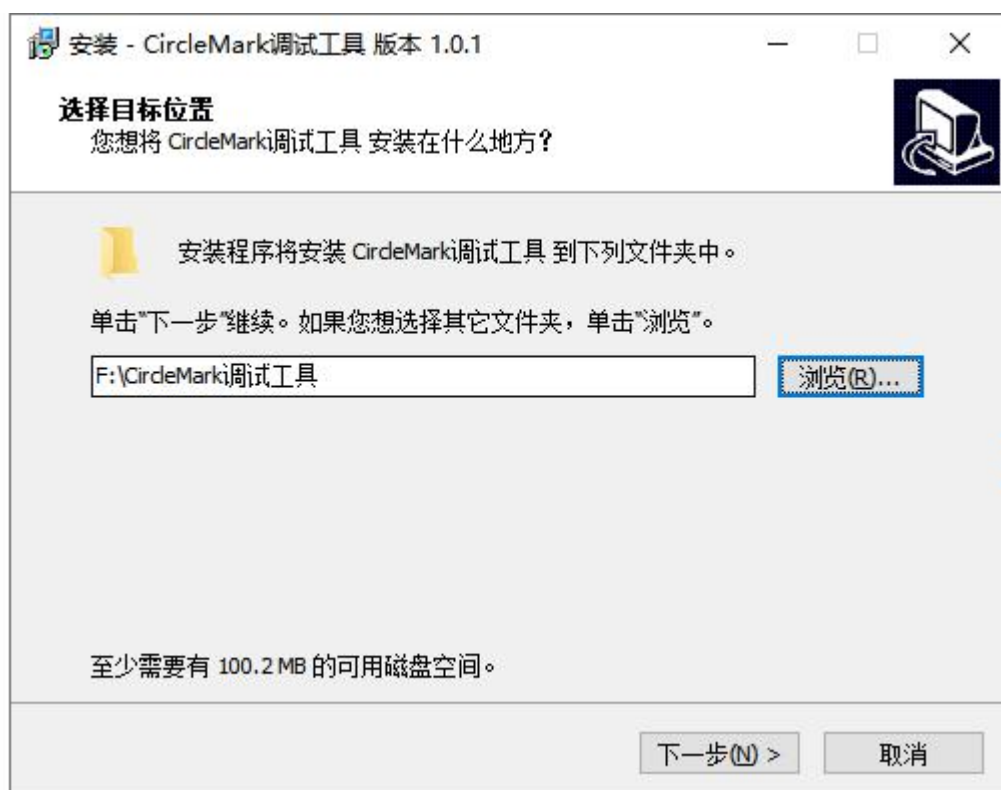 安装 - CircleMark调试工具 版本 1.0.1
选择目标位置
您想将 CircleMark调试工具 安装在什么地方?
安装程序将安装 CircleMark调试工具 到下列文件夹中。
单击"下一步"继续。如果您想选择其它文件夹，单击"浏览"。
F:\CircleMark调试工具
浏览(R)...
至少需要有 100.2 MB 的可用磁盘空间。
下一步(N) >
取消